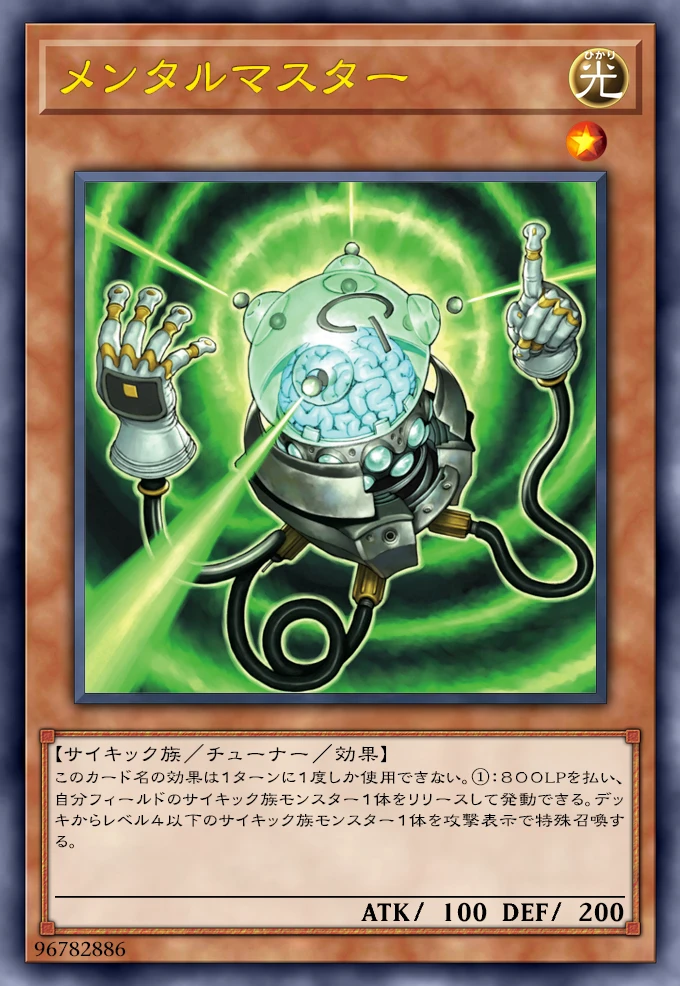 メンタルマスター
ひかり
光
【サイキック族／チューナー／効果】
このカード名の効果は1ターンに1度しか使用できない。①：800LPを払い、
自分フィールドのサイキック族モンスター1体をリリースして発動できる。デッ
キからレベル4以下のサイキック族モンスター1体を攻撃表示で特殊召喚す
る。
ATK/ 100 DEF/ 200
96782886